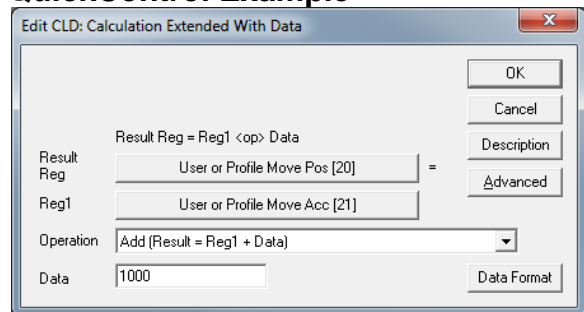 QuickControl Example
Edit CLD: Calculation Extended With Data
OK
Cancel
Result Reg = Reg1 <op> Data
Description
Result
Reg
User or Profile Move Pos [20]
=
Advanced
Reg1
User or Profile Move Acc [21]
Operation
Add (Result = Reg1 + Data)
Data
1000
Data Format